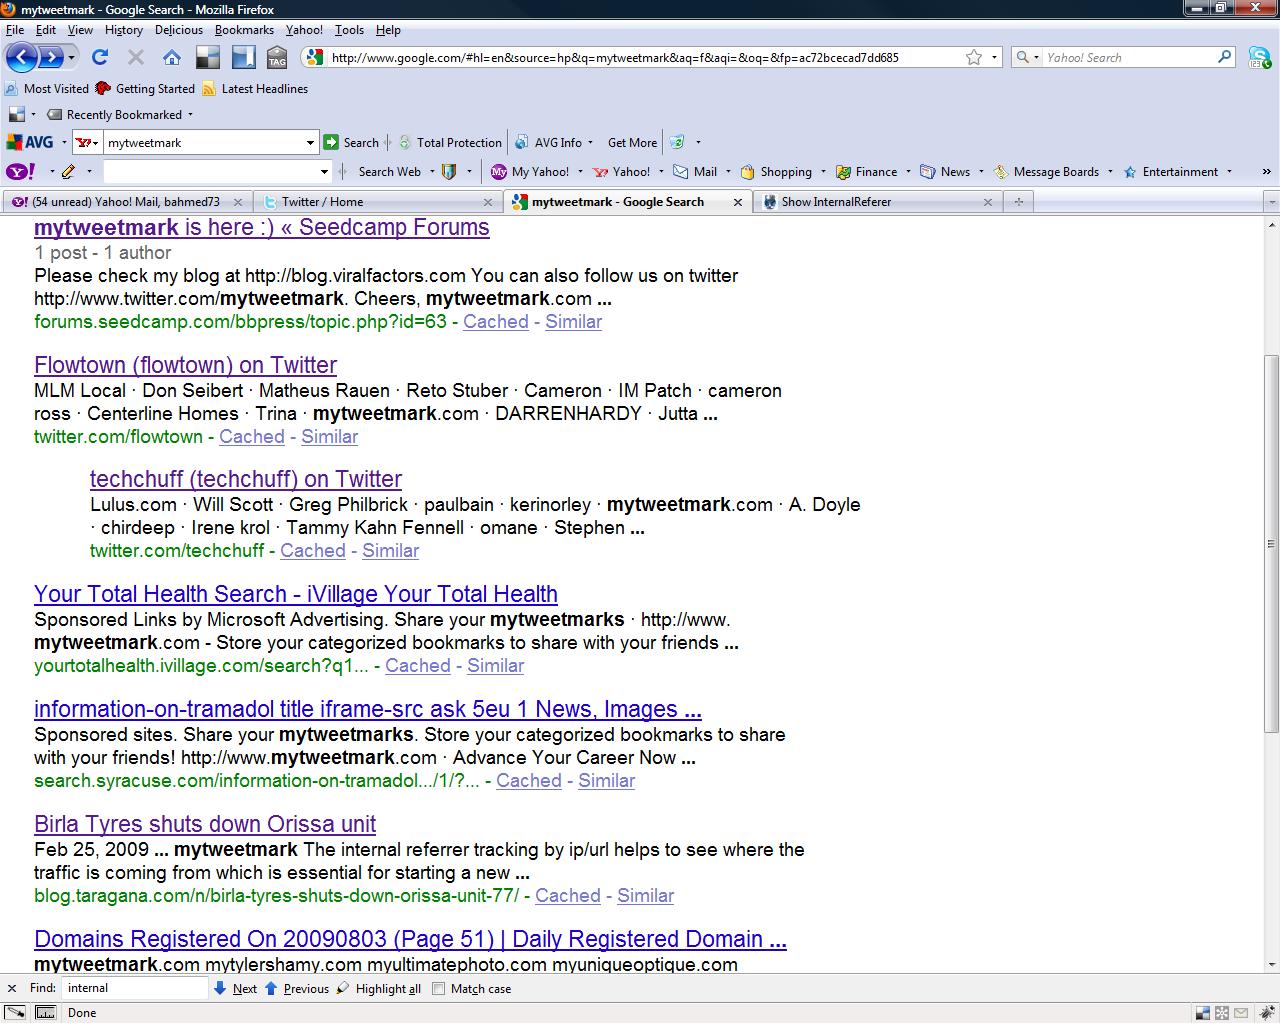 mytweetmark - Google Search - Mozilla Firefox
File Edit View History Delicious Bookmarks Yahoo! Tools Help
TAG http://www.google.com/#hl=en&source=hp&q=mytweetmark&aq=f&aqi=&oq=&fp=ac72bcecad7dd685 Yahoo! Search
Most Visited Getting Started Latest Headlines
Recently Bookmarked
AVG mytweetmark Search Total Protection AVG Info Get More
Y! Search Web My Yahoo! Yahoo! Mail Shopping Finance News Message Boards Entertainment »
(54 unread) Yahoo! Mail, bahmed73 Twitter / Home mytweetmark - Google Search Show InternalReferer
mytweetmark is here :) « Seedcamp Forums
1 post - 1 author
Please check my blog at http://blog.viralfactors.com You can also follow us on twitter
http://www.twitter.com/mytweetmark. Cheers, mytweetmark.com ...
forums.seedcamp.com/bbpress/topic.php?id=63 - Cached - Similar
Flowtown (flowtown) on Twitter
MLM Local · Don Seibert · Matheus Rauen · Reto Stuber · Cameron · IM Patch · cameron
ross · Centerline Homes · Trina · mytweetmark.com · DARRENHARDY · Jutta ...
twitter.com/flowtown - Cached - Similar
techchuff (techchuff) on Twitter
Lulus.com · Will Scott · Greg Philbrick · paulbain · kerinorley · mytweetmark.com · A. Doyle
· chirdeep · Irene krol · Tammy Kahn Fennell · omane · Stephen ...
twitter.com/techchuff - Cached - Similar
Your Total Health Search - iVillage Your Total Health
Sponsored Links by Microsoft Advertising. Share your mytweetmarks · http://www.
mytweetmark.com - Store your categorized bookmarks to share with your friends ...
yourtotalhealth.ivillage.com/search?q1... - Cached - Similar
information-on-tramadol title iframe-src ask 5eu 1 News, Images ...
Sponsored sites. Share your mytweetmarks. Store your categorized bookmarks to share
with your friends! http://www.mytweetmark.com · Advance Your Career Now ...
search.syracuse.com/information-on-tramadol.../1/?... - Cached - Similar
Birla Tyres shuts down Orissa unit
Feb 25, 2009 ... mytweetmark The internal referrer tracking by ip/url helps to see where the
traffic is coming from which is essential for starting a new ...
blog.taragana.com/n/birla-tyres-shuts-down-orissa-unit-77/ - Cached - Similar
Domains Registered On 20090803 (Page 51) | Daily Registered Domain ...
mytweetmark.com mytylershamy.com myultimatephoto.com myuniqueoptique.com
Find: internal Next Previous Highlight all Match case
Done